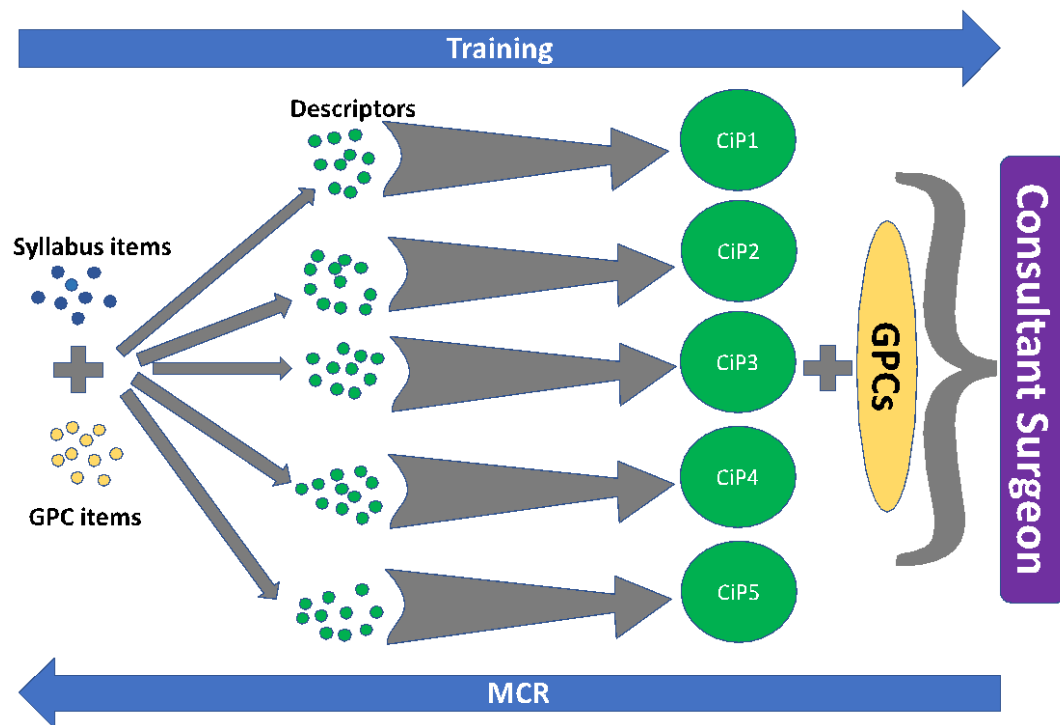 Training
Descriptors
Syllabus items
GPC items
CiP1
CiP2
CiP3
CiP4
CiP5
GPCs
Consultant Surgeon
MCR